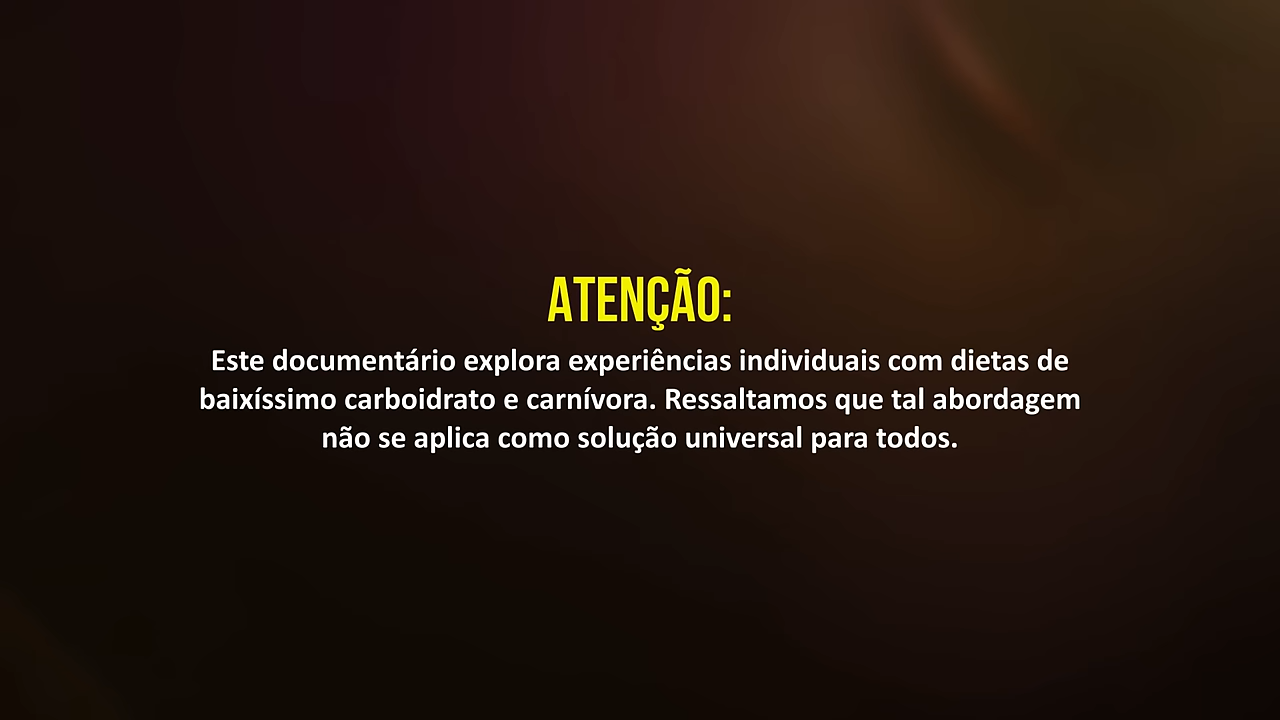 ATENÇÃO:
Este documentário explora experiências individuais com dietas de
baixíssimo carboidrato e carnívora. Ressaltamos que tal abordagem
não se aplica como solução universal para todos.